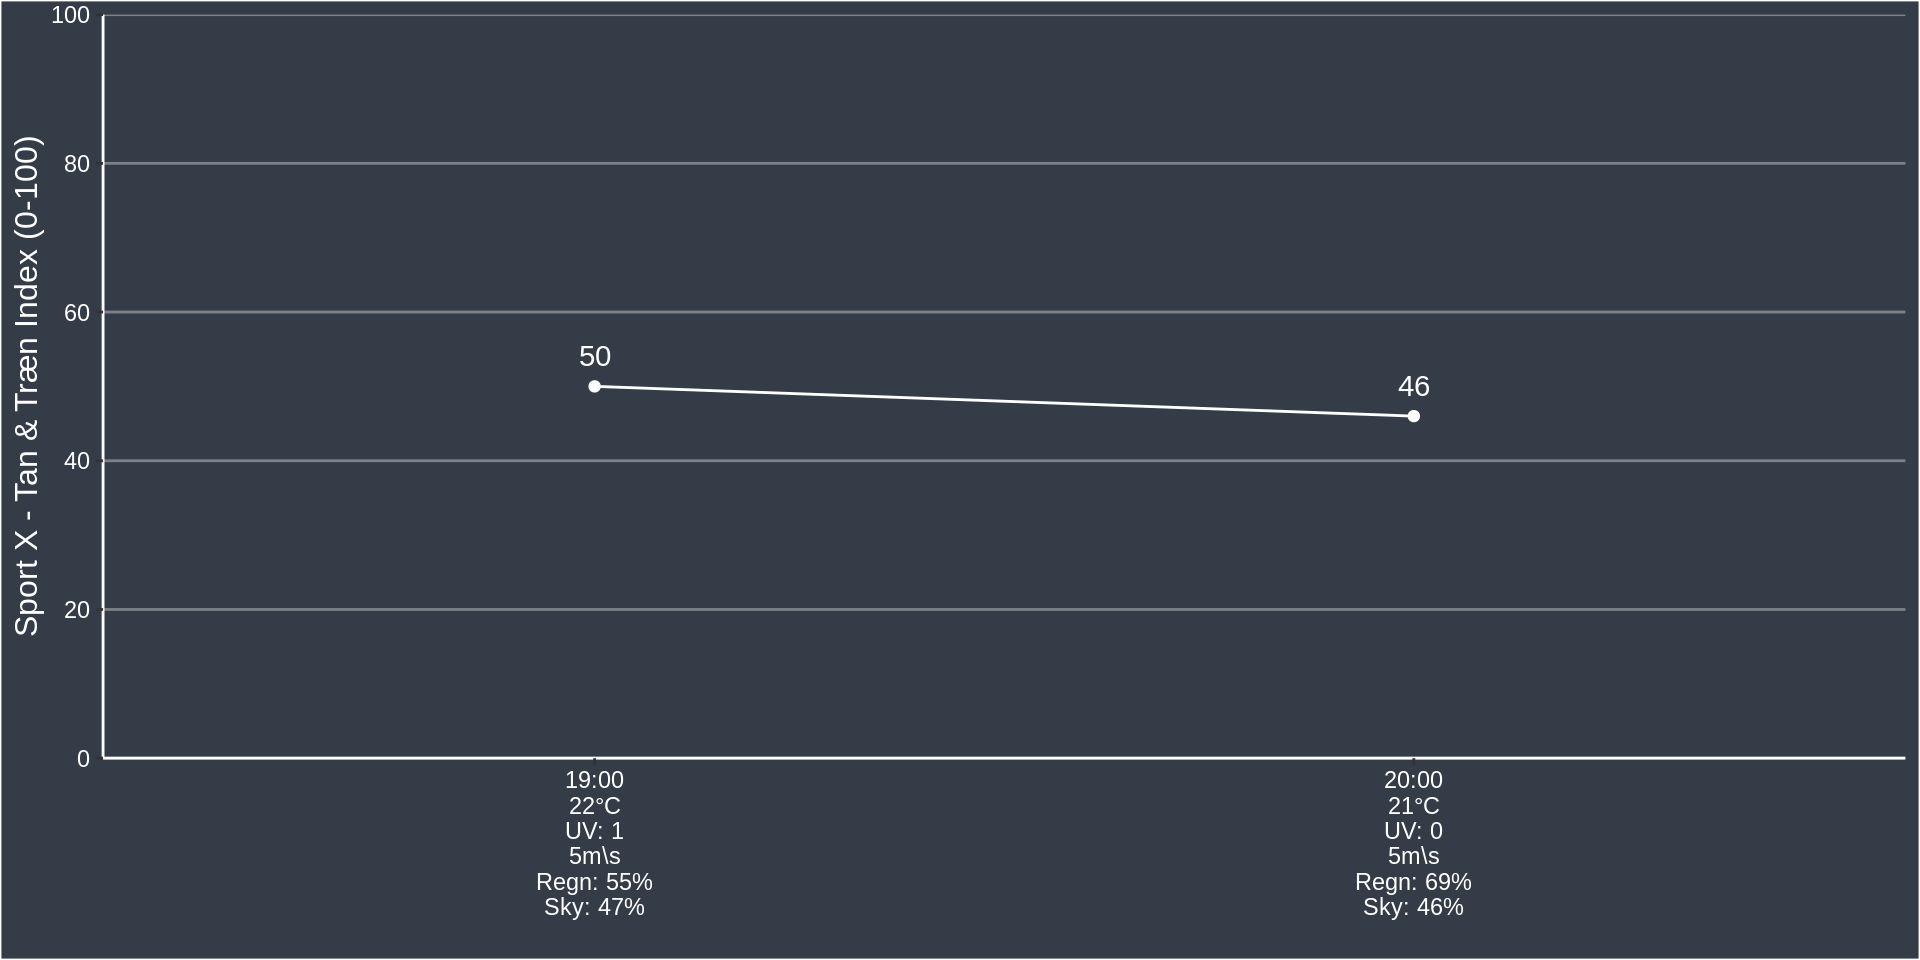 Sport X - Tan & Træn Index (0-100)
100
80
60
40
20
0
50
46
19:00
22°C
UV: 1
5m\s
Regn: 55%
Sky: 47%
20:00
21°C
UV: 0
5m\s
Regn: 69%
Sky: 46%